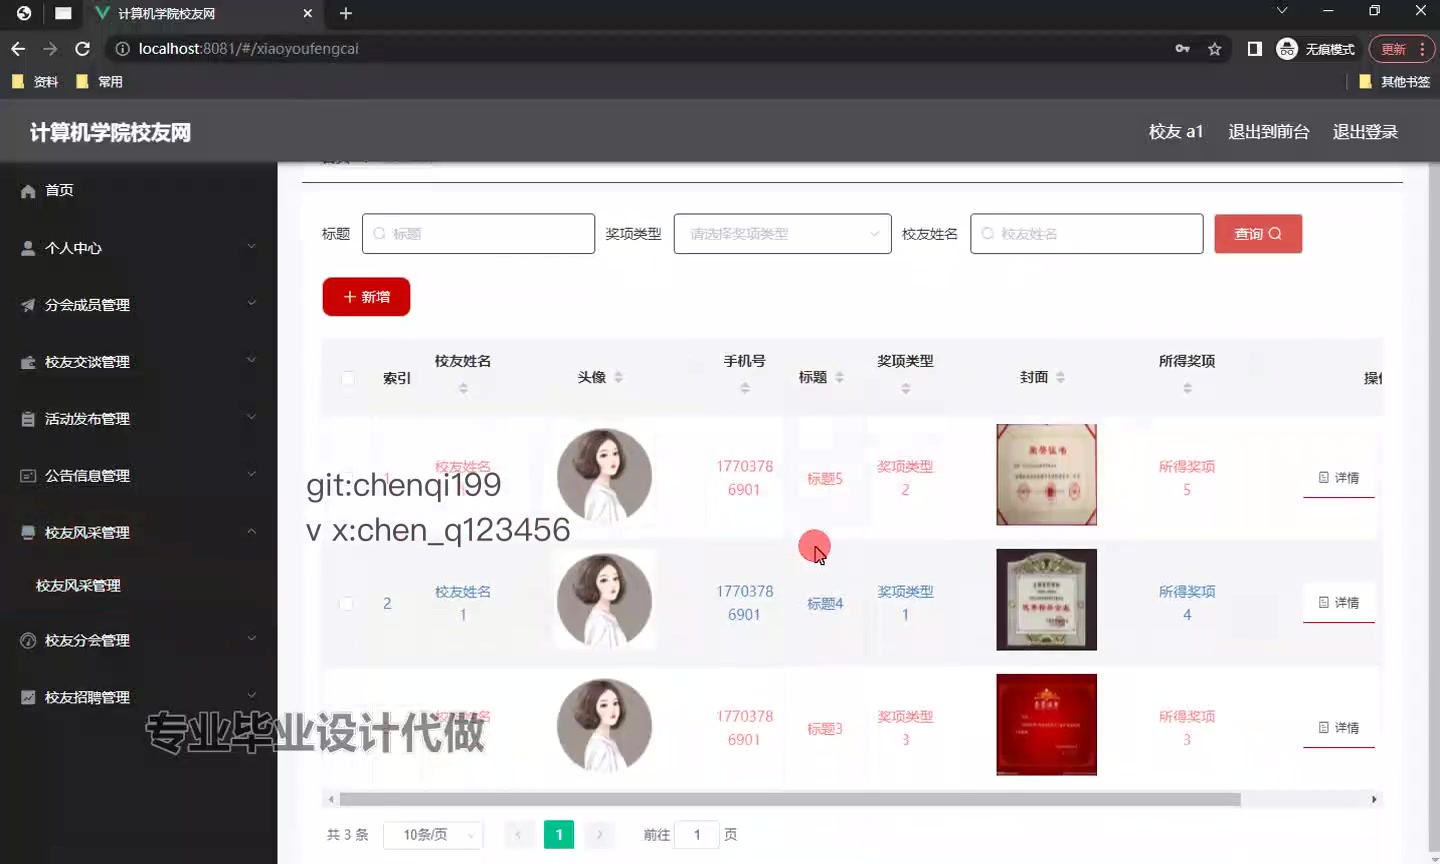 计算机学院校友网
localhost:8081/#/xiaoyoufengcai
无痕模式
更新
资料
常用
其他书签
计算机学院校友网
校友 a1
退出到前台
退出登录
首页
个人中心
分会成员管理
校友交谈管理
活动发布管理
公告信息管理
校友风采管理
校友风采管理
校友分会管理
校友招聘管理
标题
标题
奖项类型
请选择奖项类型
校友姓名
校友姓名
查询
新增
索引
校友姓名
头像
手机号
标题
奖项类型
封面
所得奖项
1
校友姓名
1770378
6901
标题5
奖项类型
2
所得奖项
5
详情
git:chenqi199
v x:chen_q123456
2
校友姓名
1
1770378
6901
标题4
奖项类型
1
所得奖项
4
详情
1770378
6901
标题3
奖项类型
3
所得奖项
3
详情
专业毕业设计代做
共 3 条
10条/页
1
前往
1
页